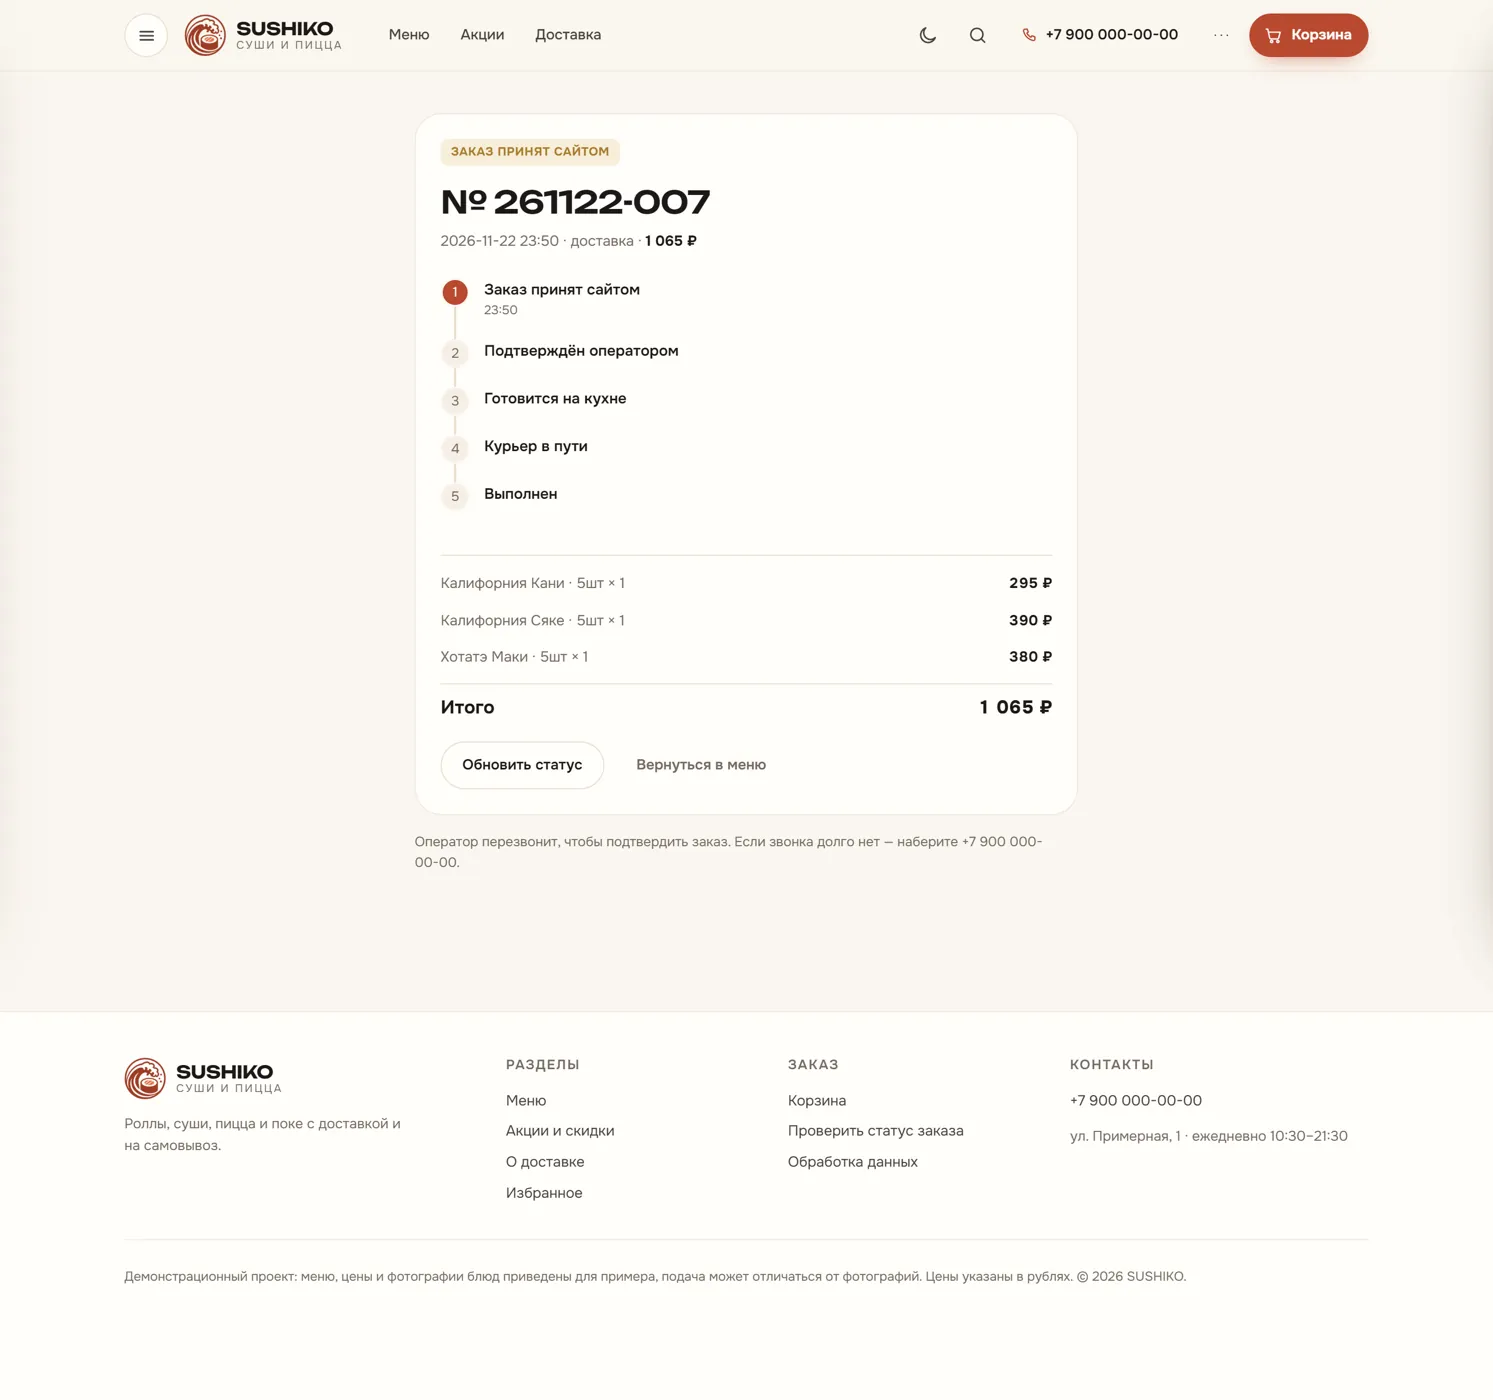 SUSHIKO
СУШИ И ПИЦЦА
Меню
Акции
Доставка
+7 900 000-00-00
...
Корзина
ЗАКАЗ ПРИНЯТ САЙТОМ
№ 261122-007
2026-11-22 23:50 · доставка · 1 065 ₽
1
Заказ принят сайтом
23:50
2
Подтверждён оператором
3
Готовится на кухне
4
Курьер в пути
5
Выполнен
Калифорния Кани · 5шт × 1
295 ₽
Калифорния Сяке · 5шт × 1
390 ₽
Хотатэ Маки · 5шт × 1
380 ₽
Итого
1 065 ₽
Обновить статус
Вернуться в меню
Оператор перезвонит, чтобы подтвердить заказ. Если звонка долго нет — наберите +7 900 000-
00-00.
SUSHIKO
СУШИ И ПИЦЦА
Роллы, суши, пицца и поке с доставкой и
на самовывоз.
РАЗДЕЛЫ
Меню
Акции и скидки
О доставке
Избранное
ЗАКАЗ
Корзина
Проверить статус заказа
Обработка данных
КОНТАКТЫ
+7 900 000-00-00
ул. Примерная, 1 · ежедневно 10:30–21:30
Демонстрационный проект: меню, цены и фотографии блюд приведены для примера, подача может отличаться от фотографий. Цены указаны в рублях. © 2026 SUSHIKO.